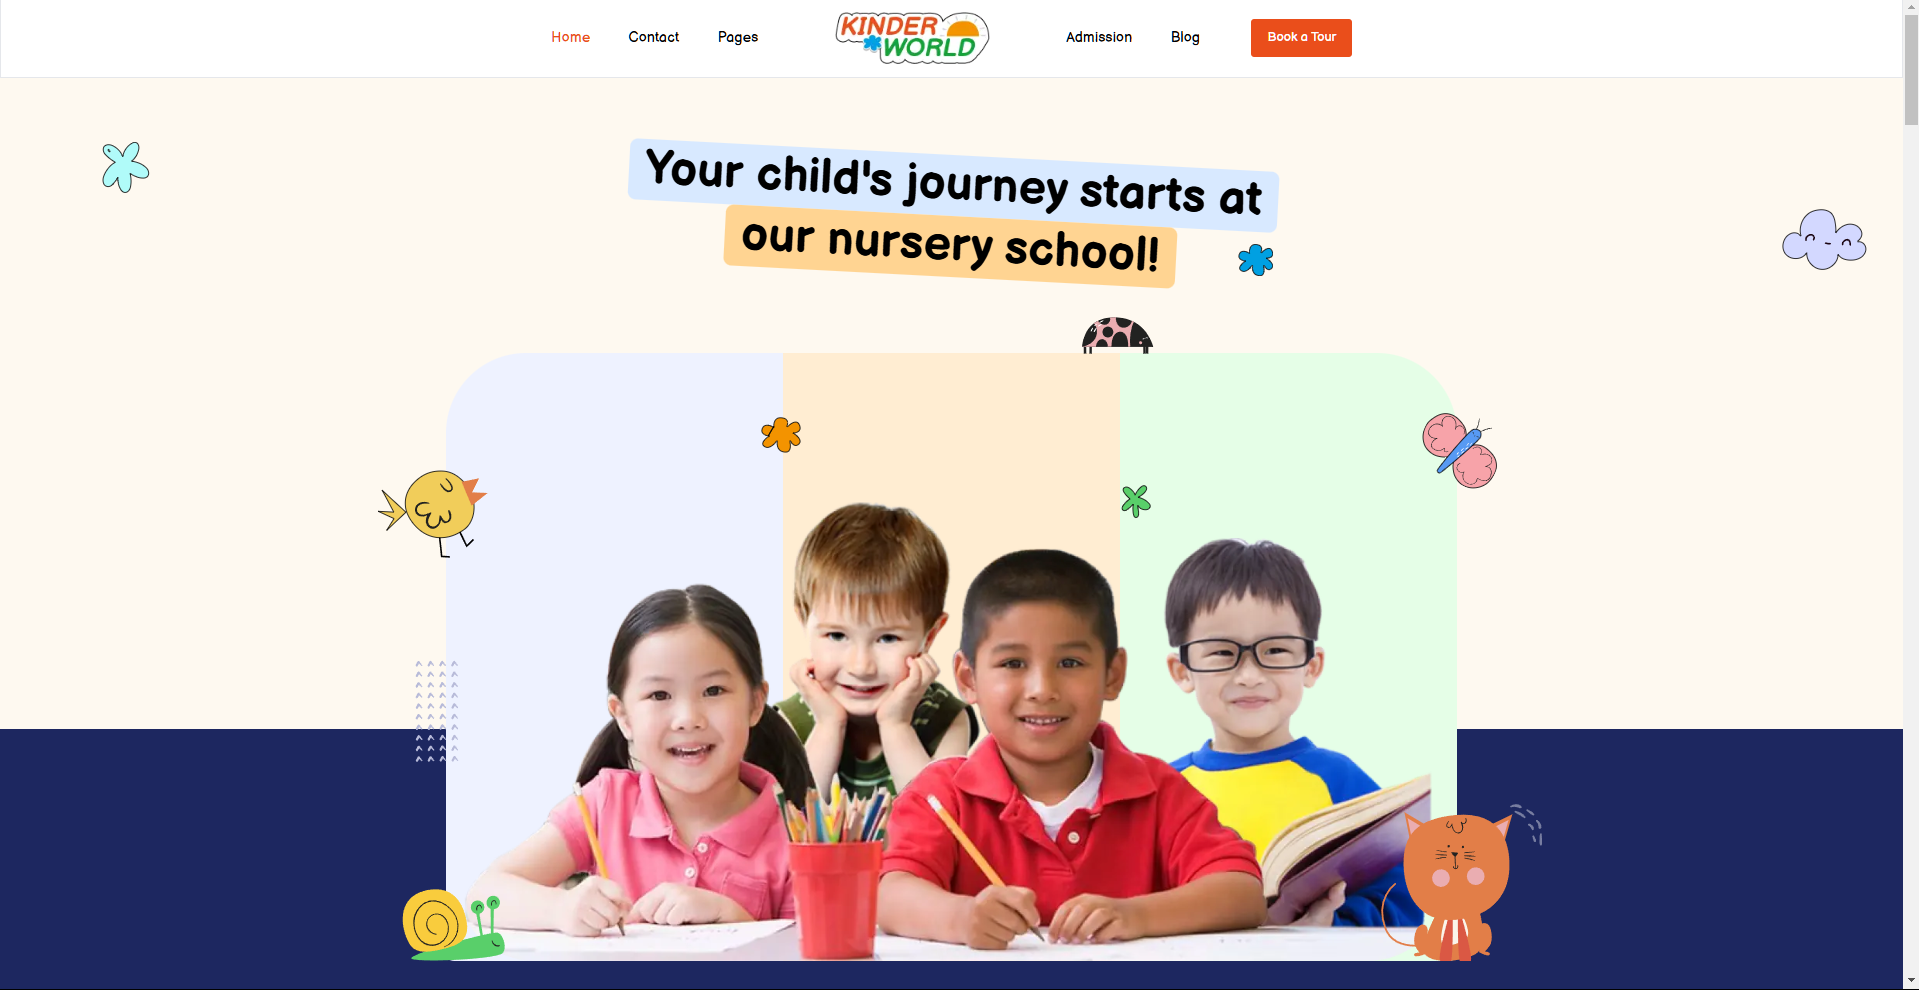 Home
Contact
Pages
KINDER
WORLD
Admission
Blog
Book a Tour
Your child's journey starts at
our nursery school!